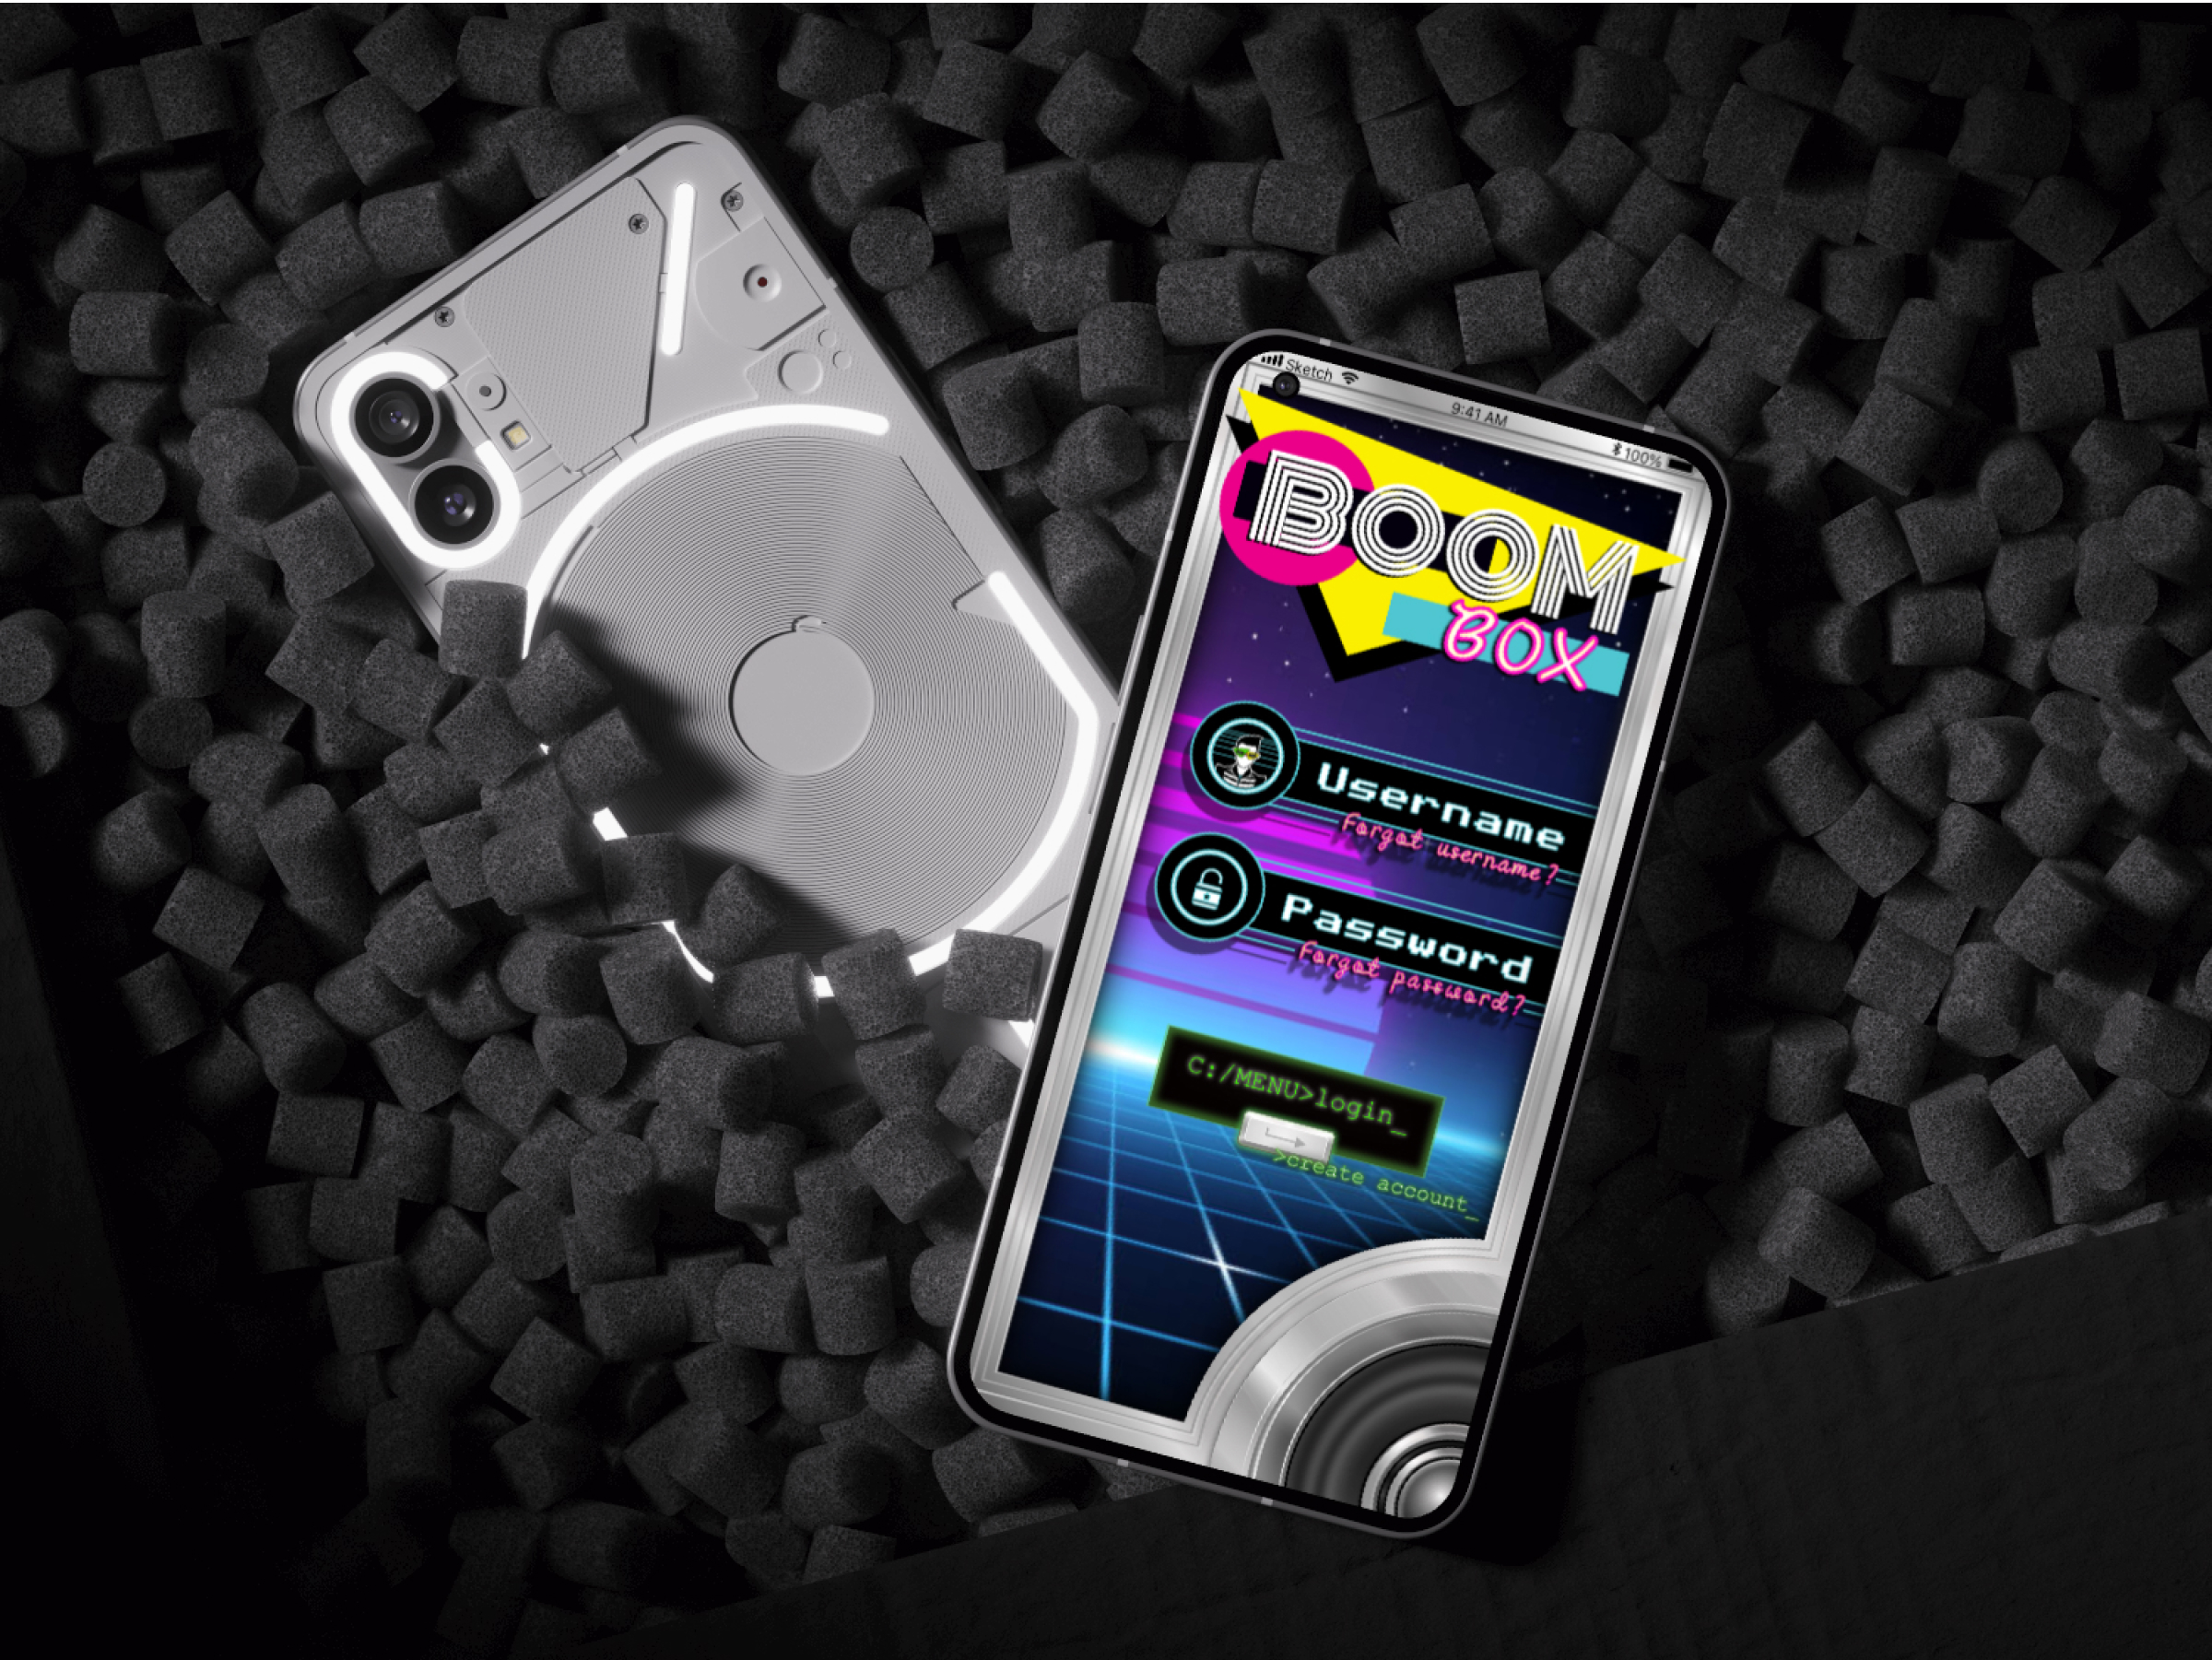 Sketch
9:41 AM
100%
BOOM
BOX
Username
Forgot username?
Password
Forgot password?
C:/MENU>login_
>create account_